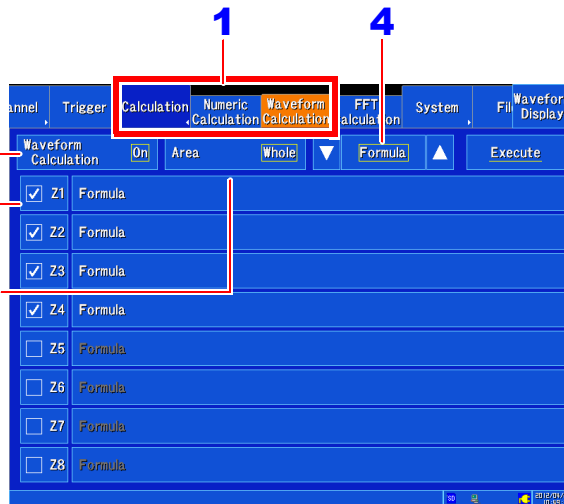 1 4
annel Trigger Calculation Numeric Calculation Waveform Calculation FFT alculation System Fil Wavefor Display
Waveform Calculation On Area Whole Formula Execute
Z1 Formula
Z2 Formula
Z3 Formula
Z4 Formula
Z5 Formula
Z6 Formula
Z7 Formula
Z8 Formula
SD